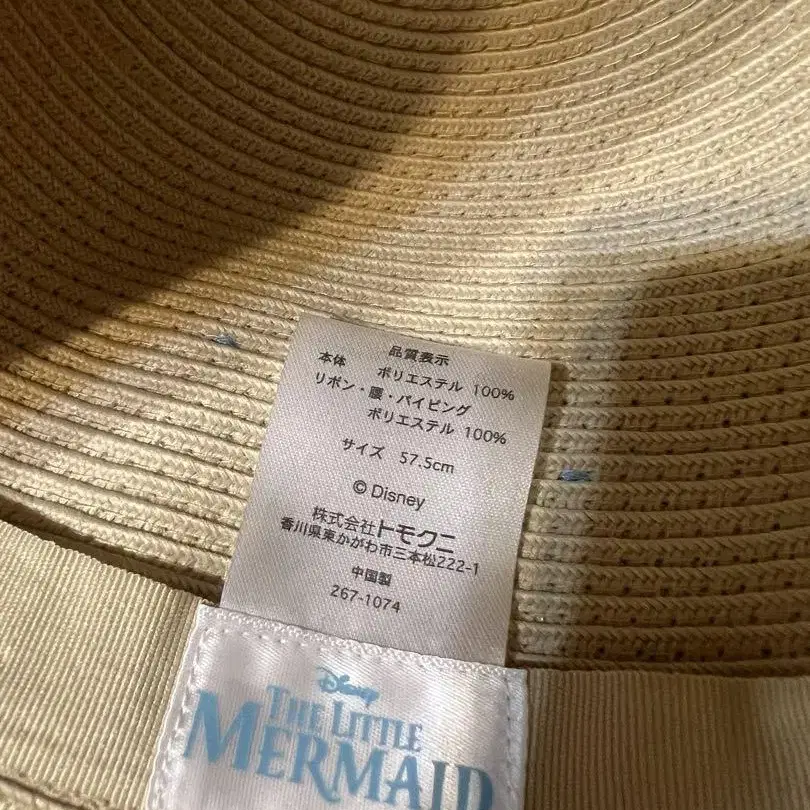 品質表示
本体 ポリエステル 100%
リボン・腰・パイピング
ポリエステル 100%
サイズ 57.5cm
© Disney
株式会社トモクニ
香川県東かがわ市三本松222-1
中国製
267-1074
Disney
THE LITTLE
MERMAID